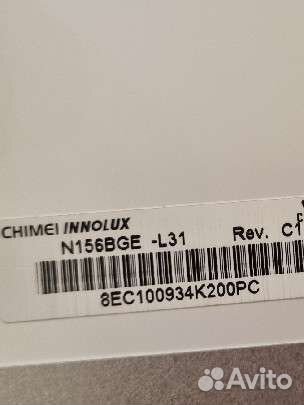 CHIMEI INNOLUX
N156BGE -L31 Rev. C1
8EC100934K200PC
Avito